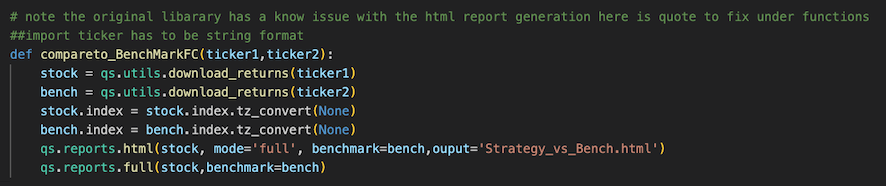 # note the original libarary has a know issue with the html report generation here is quote to fix under functions
##import ticker has to be string format
def compareto_BenchMarkFC(ticker1,ticker2):
    stock = qs.utils.download_returns(ticker1)
    bench = qs.utils.download_returns(ticker2)
    stock.index = stock.index.tz_convert(None)
    bench.index = bench.index.tz_convert(None)
    qs.reports.html(stock, mode='full', benchmark=bench,ouput='Strategy_vs_Bench.html')
    qs.reports.full(stock,benchmark=bench)